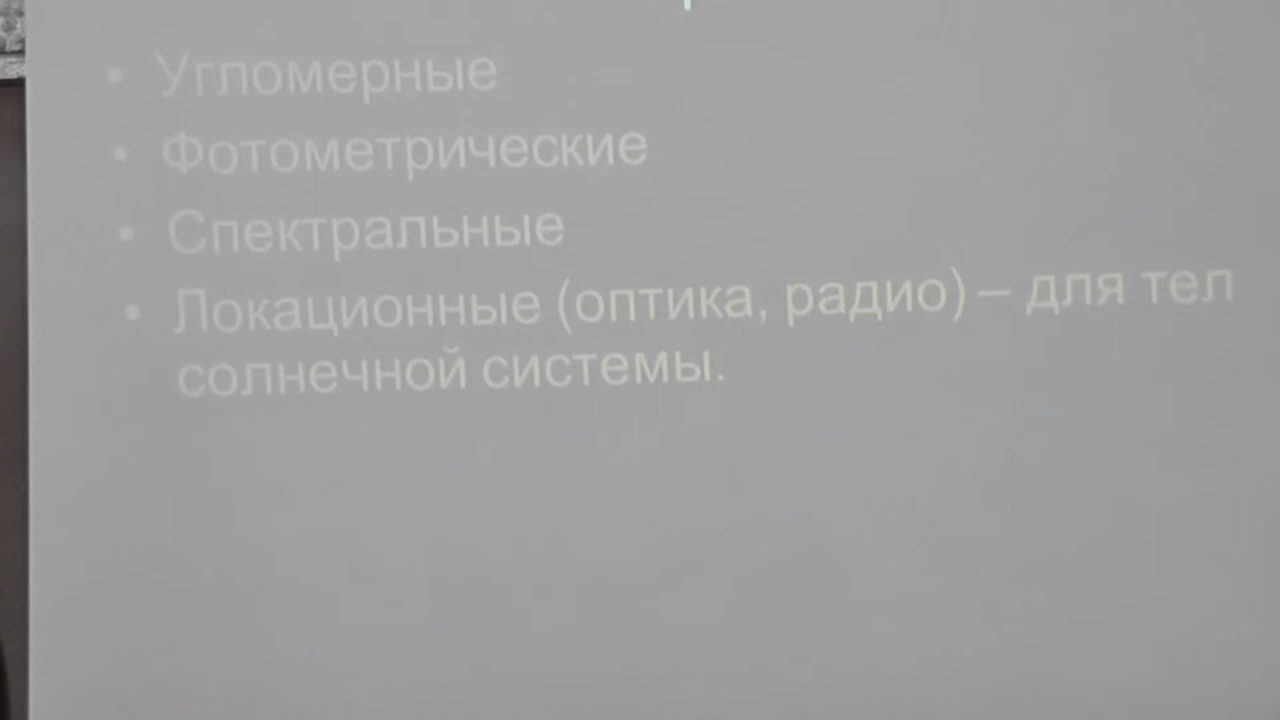 • Угломерные
• Фотометрические
• Спектральные
• Локационные (оптика, радио) – для тел
солнечной системы.